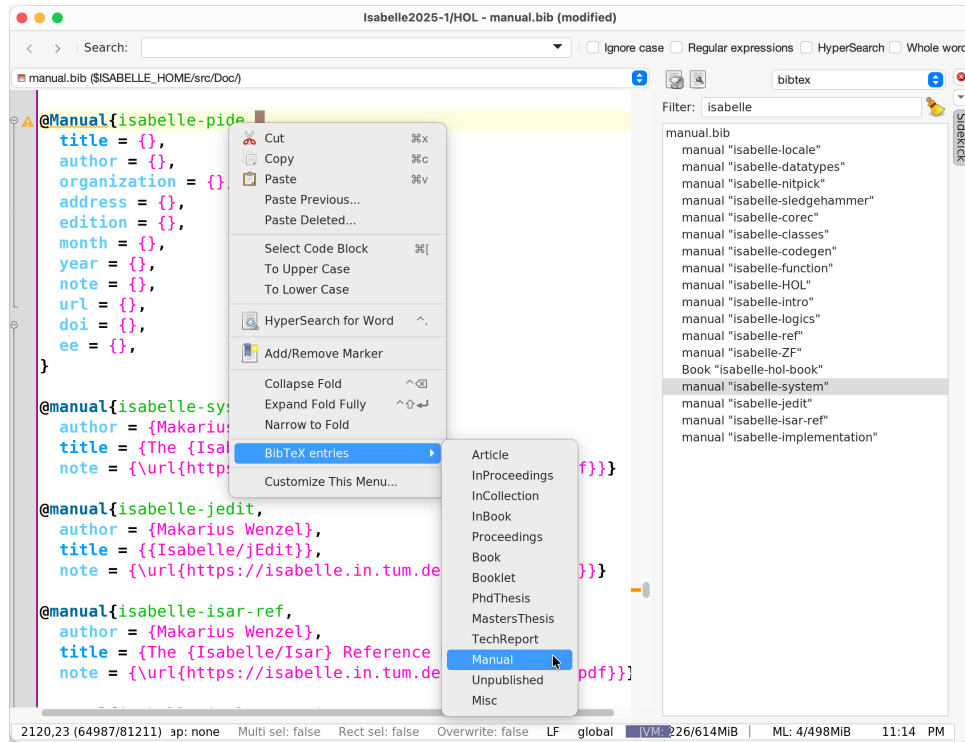 Isabelle2025-1/HOL - manual.bib (modified)
Search:
Ignore case
Regular expressions
HyperSearch
Whole word
manual.bib ($ISABELLE_HOME/src/Doc/)
@Manual{isabelle-pide,
title = {},
author = {},
organization = {},
address = {},
edition = {},
month = {},
year = {},
note = {},
url = {},
doi = {},
ee = {},
}
@manual{isabelle-sys
author = {Makarius
title = {The {Isab
note = {\url{https
f}}}
@manual{isabelle-jedit,
author = {Makarius Wenzel},
title = {{Isabelle/jEdit}},
note = {\url{https://isabelle.in.tum.de
}}}
@manual{isabelle-isar-ref,
author = {Makarius Wenzel},
title = {The {Isabelle/Isar} Reference
note = {\url{https://isabelle.in.tum.de
pdf}}}
Cut ⌘x
Copy ⌘c
Paste ⌘v
Paste Previous...
Paste Deleted...
Select Code Block ⌘[
To Upper Case
To Lower Case
HyperSearch for Word ^.
Add/Remove Marker
Collapse Fold ^⌫
Expand Fold Fully ^⇧↵
Narrow to Fold
BibTeX entries
Customize This Menu...
Article
InProceedings
InCollection
InBook
Proceedings
Book
Booklet
PhdThesis
MastersThesis
TechReport
Manual
Unpublished
Misc
bibtex
Filter: isabelle
manual.bib
manual "isabelle-locale"
manual "isabelle-datatypes"
manual "isabelle-nitpick"
manual "isabelle-sledgehammer"
manual "isabelle-corec"
manual "isabelle-classes"
manual "isabelle-codegen"
manual "isabelle-function"
manual "isabelle-HOL"
manual "isabelle-intro"
manual "isabelle-logics"
manual "isabelle-ref"
manual "isabelle-ZF"
Book "isabelle-hol-book"
manual "isabelle-system"
manual "isabelle-jedit"
manual "isabelle-isar-ref"
manual "isabelle-implementation"
Sidekick
2120,23 (64987/81211) ap: none Multi sel: false Rect sel: false Overwrite: false LF global VM: 226/614MiB ML: 4/498MiB 11:14 PM